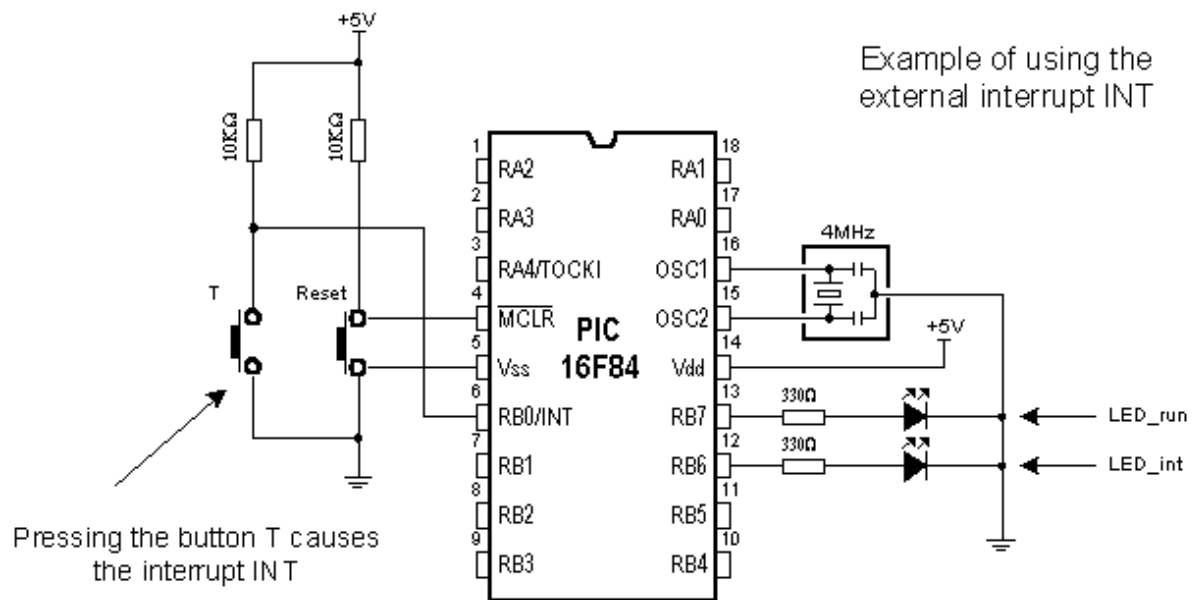 +5V
Example of using the
external interrupt INT
10KΩ
10KΩ
1
RA2
2
RA3
3
RA4/TOCKI
4
MCLR
5
Vss
6
RB0/INT
7
RB1
8
RB2
9
RB3
PIC
16F84
18
RA1
17
RA0
16
OSC1
15
OSC2
14
Vdd
13
RB7
12
RB6
11
RB5
10
RB4
4MHz
+5V
T
Reset
330Ω
LED_run
330Ω
LED_int
Pressing the button T causes
the interrupt INT